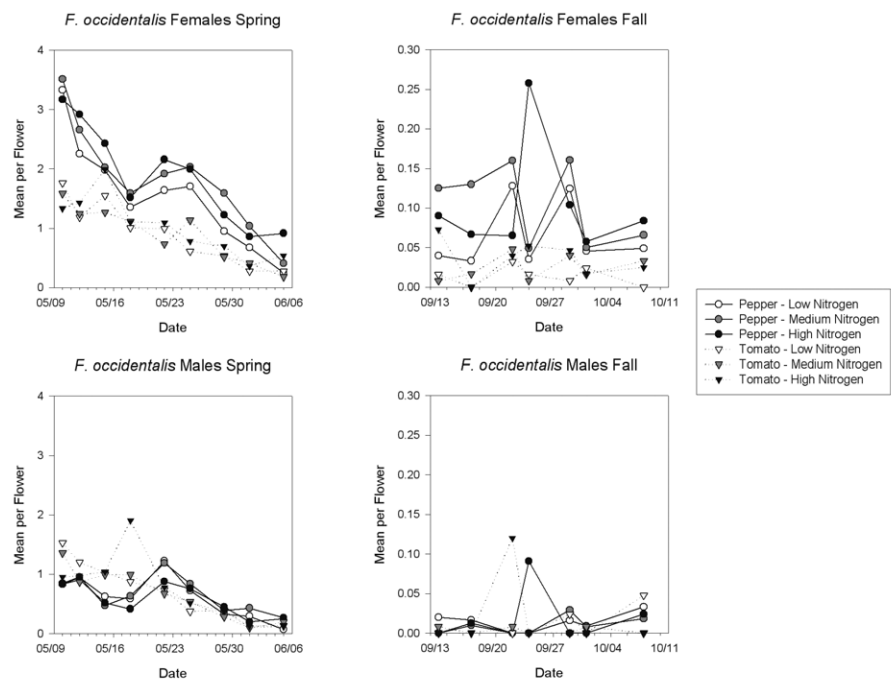 F. occidentalis Females Spring
Mean per Flower
4
3
2
1
0
05/09 05/16 05/23 05/30 06/06
Date
F. occidentalis Females Fall
Mean per Flower
0.30
0.25
0.20
0.15
0.10
0.05
0.00
09/13 09/20 09/27 10/04 10/11
Date
Pepper - Low Nitrogen
Pepper - Medium Nitrogen
Pepper - High Nitrogen
Tomato - Low Nitrogen
Tomato - Medium Nitrogen
Tomato - High Nitrogen
F. occidentalis Males Spring
Mean per Flower
4
3
2
1
0
05/09 05/16 05/23 05/30 06/06
Date
F. occidentalis Males Fall
Mean per Flower
0.30
0.25
0.20
0.15
0.10
0.05
0.00
09/13 09/20 09/27 10/04 10/11
Date